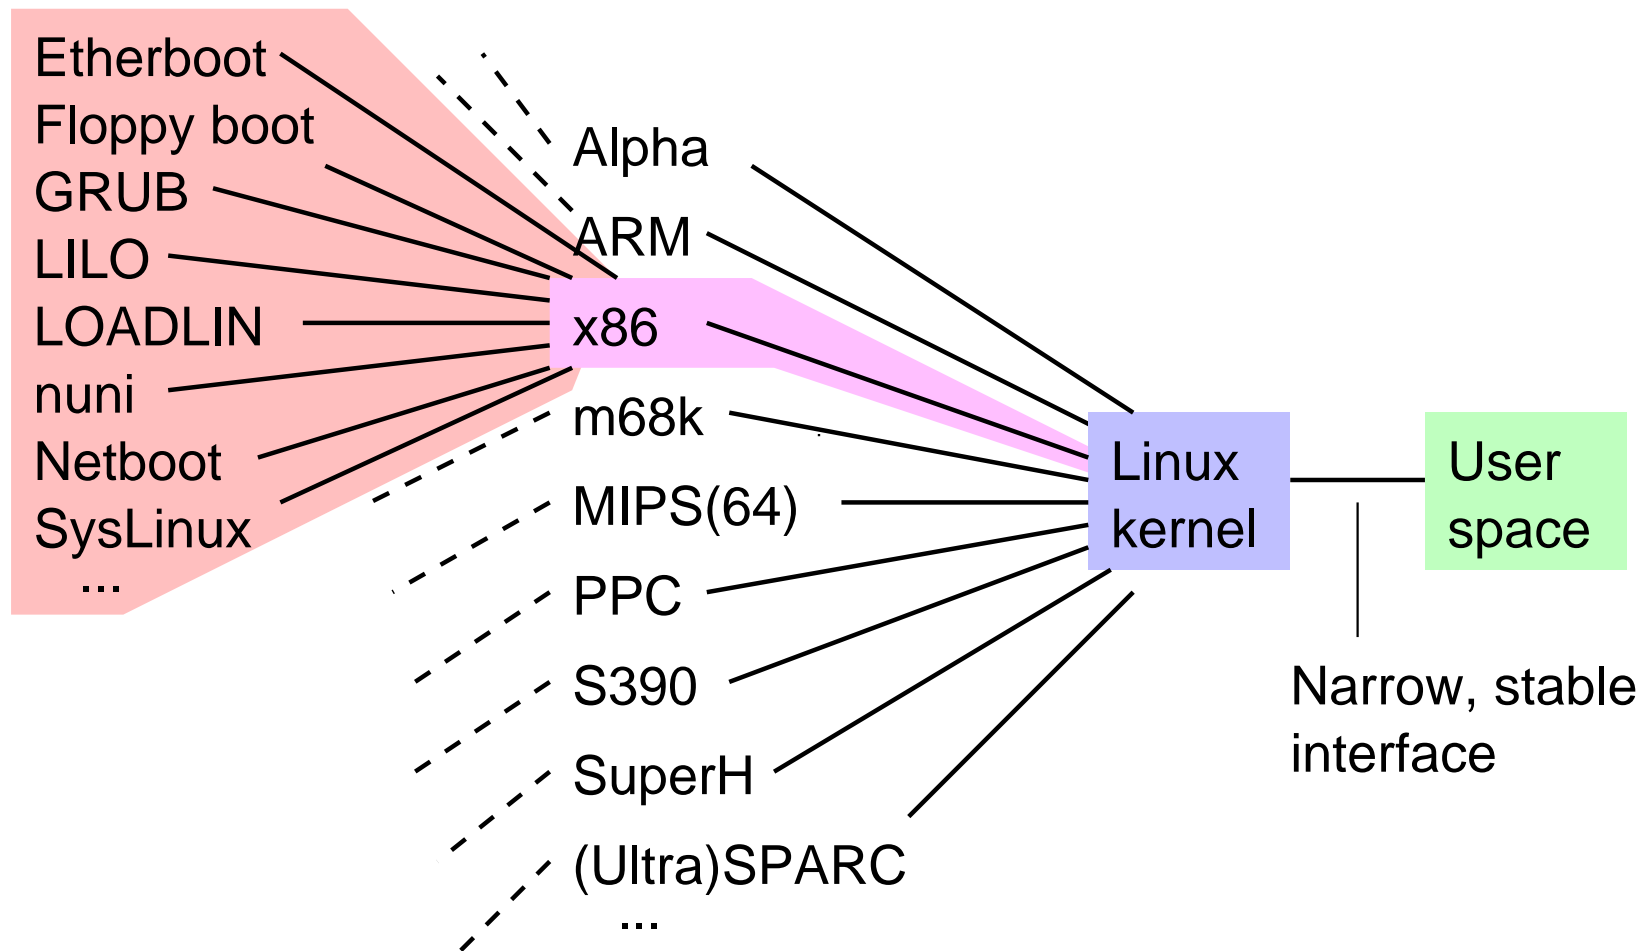 Etherboot
Floppy boot
GRUB
LILO
LOADLIN
nuni
Netboot
SysLinux
...
Alpha
ARM
x86
m68k
MIPS(64)
PPC
S390
SuperH
(Ultra)SPARC
...
Linux
kernel
User
space
Narrow, stable
interface